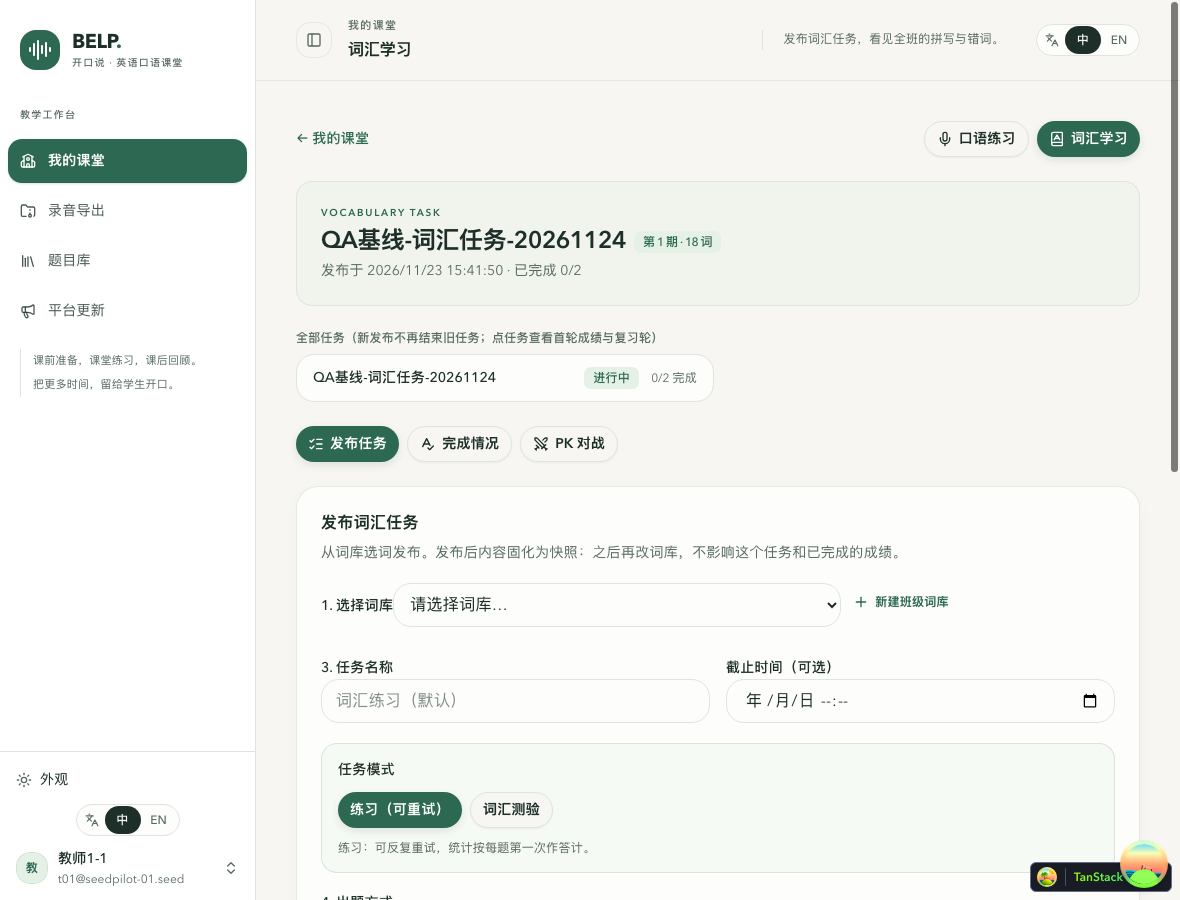 BELP.
开口说 · 英语口语课堂
教学工作台
我的课堂
录音导出
题目库
平台更新
课前准备，课堂练习，课后回顾。
把更多时间，留给学生开口。
外观
中 EN
教
教师1-1
t01@seedpilot-01.seed
我的课堂
词汇学习
发布词汇任务，看见全班的拼写与错词。
中 EN
← 我的课堂
口语练习
词汇学习
VOCABULARY TASK
QA基线-词汇任务-20261124 第 1 期 · 18 词
发布于 2026/11/23 15:41:50 · 已完成 0/2
全部任务（新发布不再结束旧任务；点任务查看首轮成绩与复习轮）
QA基线-词汇任务-20261124 进行中 0/2 完成
发布任务 完成情况 PK 对战
发布词汇任务
从词库选词发布。发布后内容固化为快照：之后再改词库，不影响这个任务和已完成的成绩。
1. 选择词库 请选择词库… + 新建班级词库
3. 任务名称 截止时间（可选）
词汇练习（默认） 年 /月/日 --:--
任务模式
练习（可重试） 词汇测验
练习：可反复重试，统计按每题第一次作答计。
TanStack
4. 出题方式